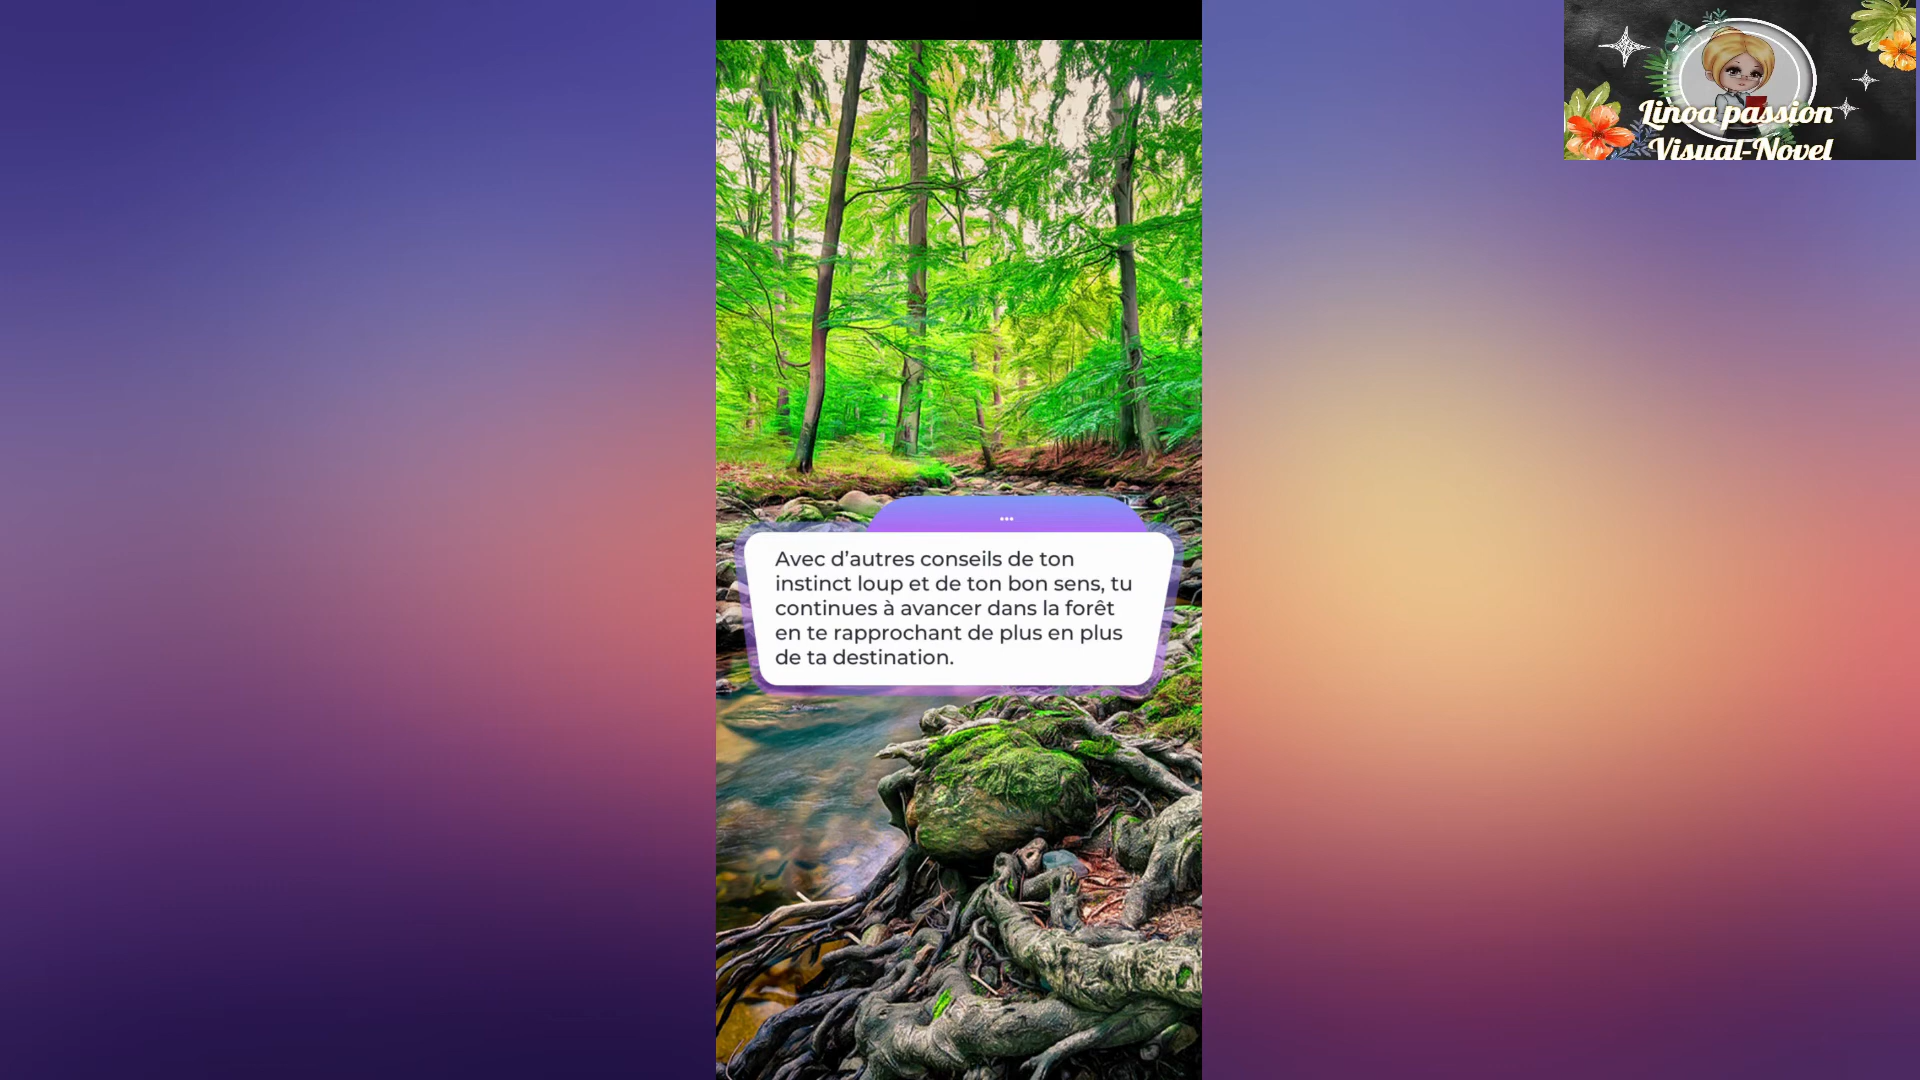 Linoa passion
Visual-Novel
...
Avec d’autres conseils de ton
instinct loup et de ton bon sens, tu
continues à avancer dans la forêt
en te rapprochant de plus en plus
de ta destination.